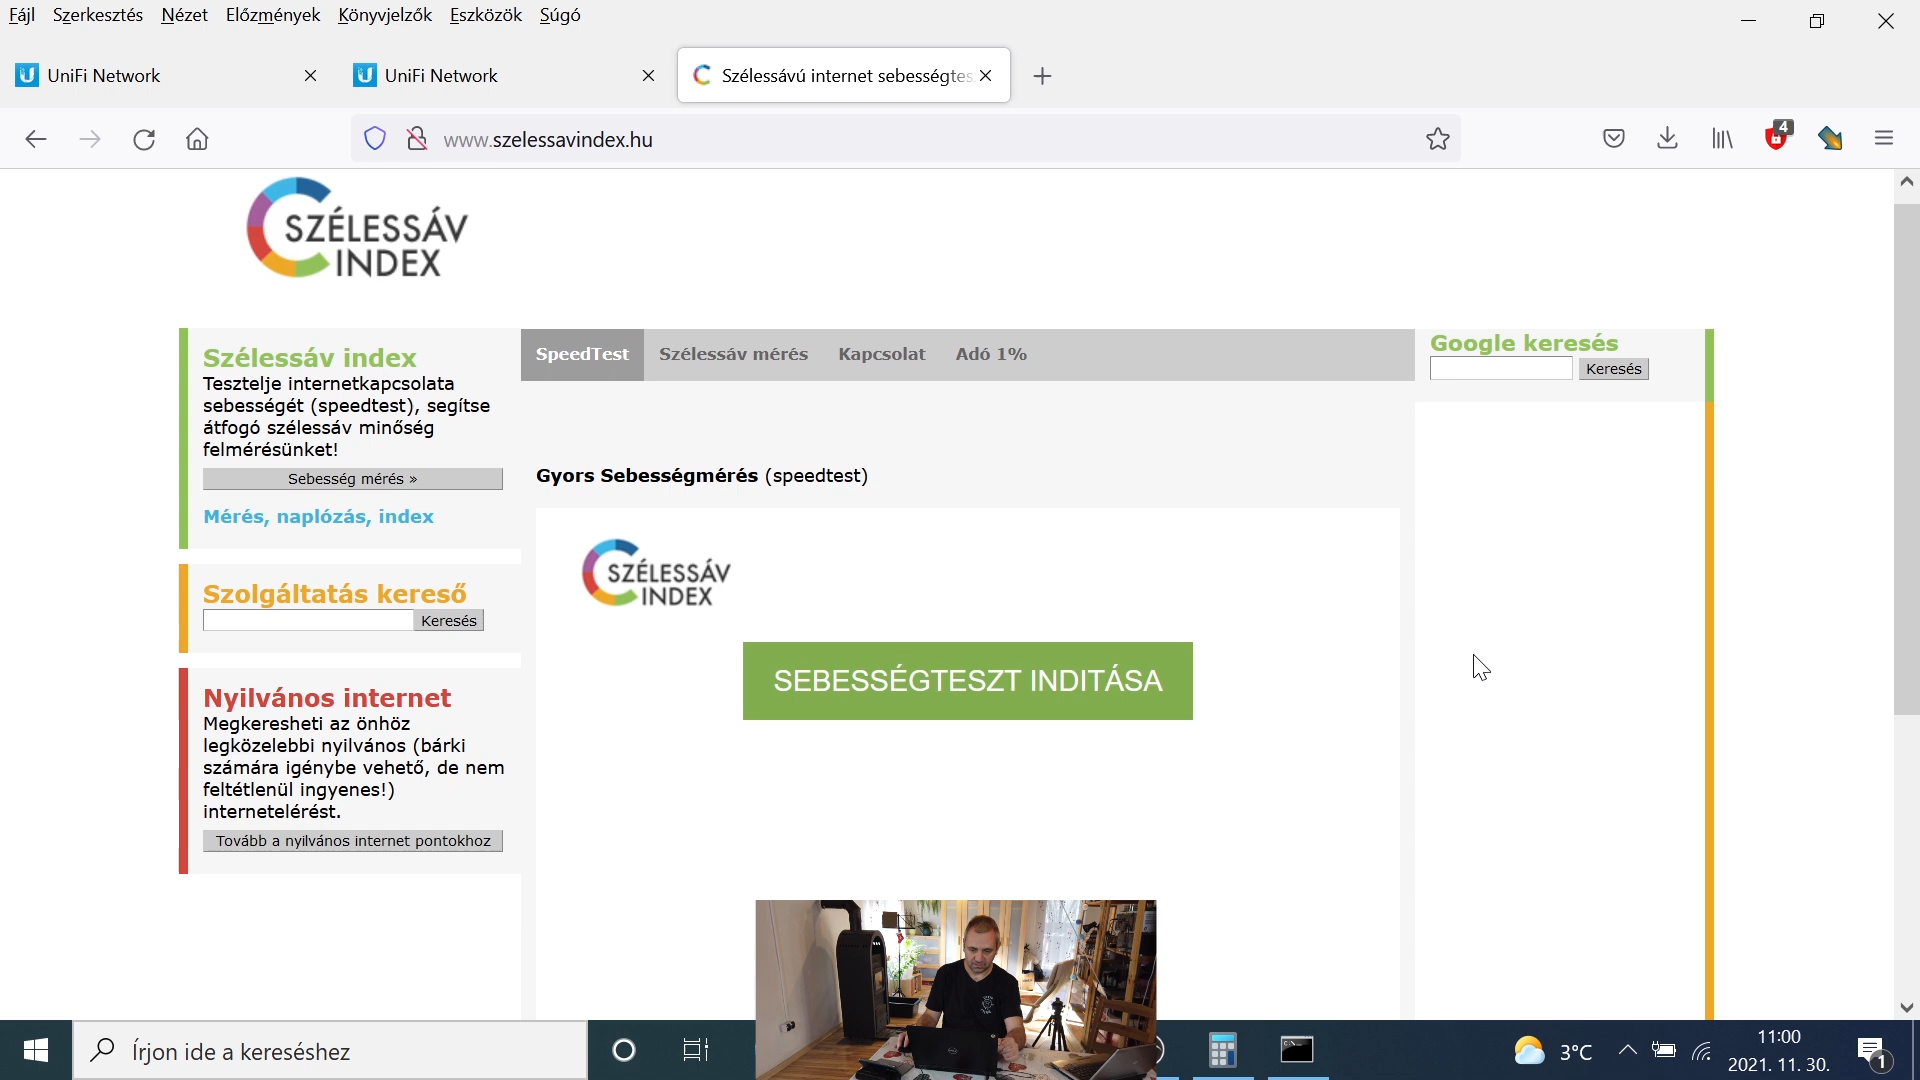 Fájl Szerkesztés Nézet Előzmények Könyvjelzők Eszközök Súgó
UniFi Network
UniFi Network
Szélessávú internet sebességtes
www.szelessavindex.hu
4
SZÉLESSÁV
INDEX
Szélessáv index
Tesztelje internetkapcsolata
sebességét (speedtest), segítse
átfogó szélessáv minőség
felmérésünket!
Sebesség mérés »
Mérés, naplózás, index
Szolgáltatás kereső
Keresés
Nyilvános internet
Megkeresheti az önhöz
legközelebbi nyilvános (bárki
számára igénybe vehető, de nem
feltétlenül ingyenes!)
internetelérést.
Tovább a nyilvános internet pontokhoz
SpeedTest Szélessáv mérés Kapcsolat Adó 1%
Gyors Sebességmérés (speedtest)
SZÉLESSÁV
INDEX
SEBESSÉGTESZT INDITÁSA
Google keresés
Keresés
Írjon ide a kereséshez
3°C
11:00
2021. 11. 30.
1